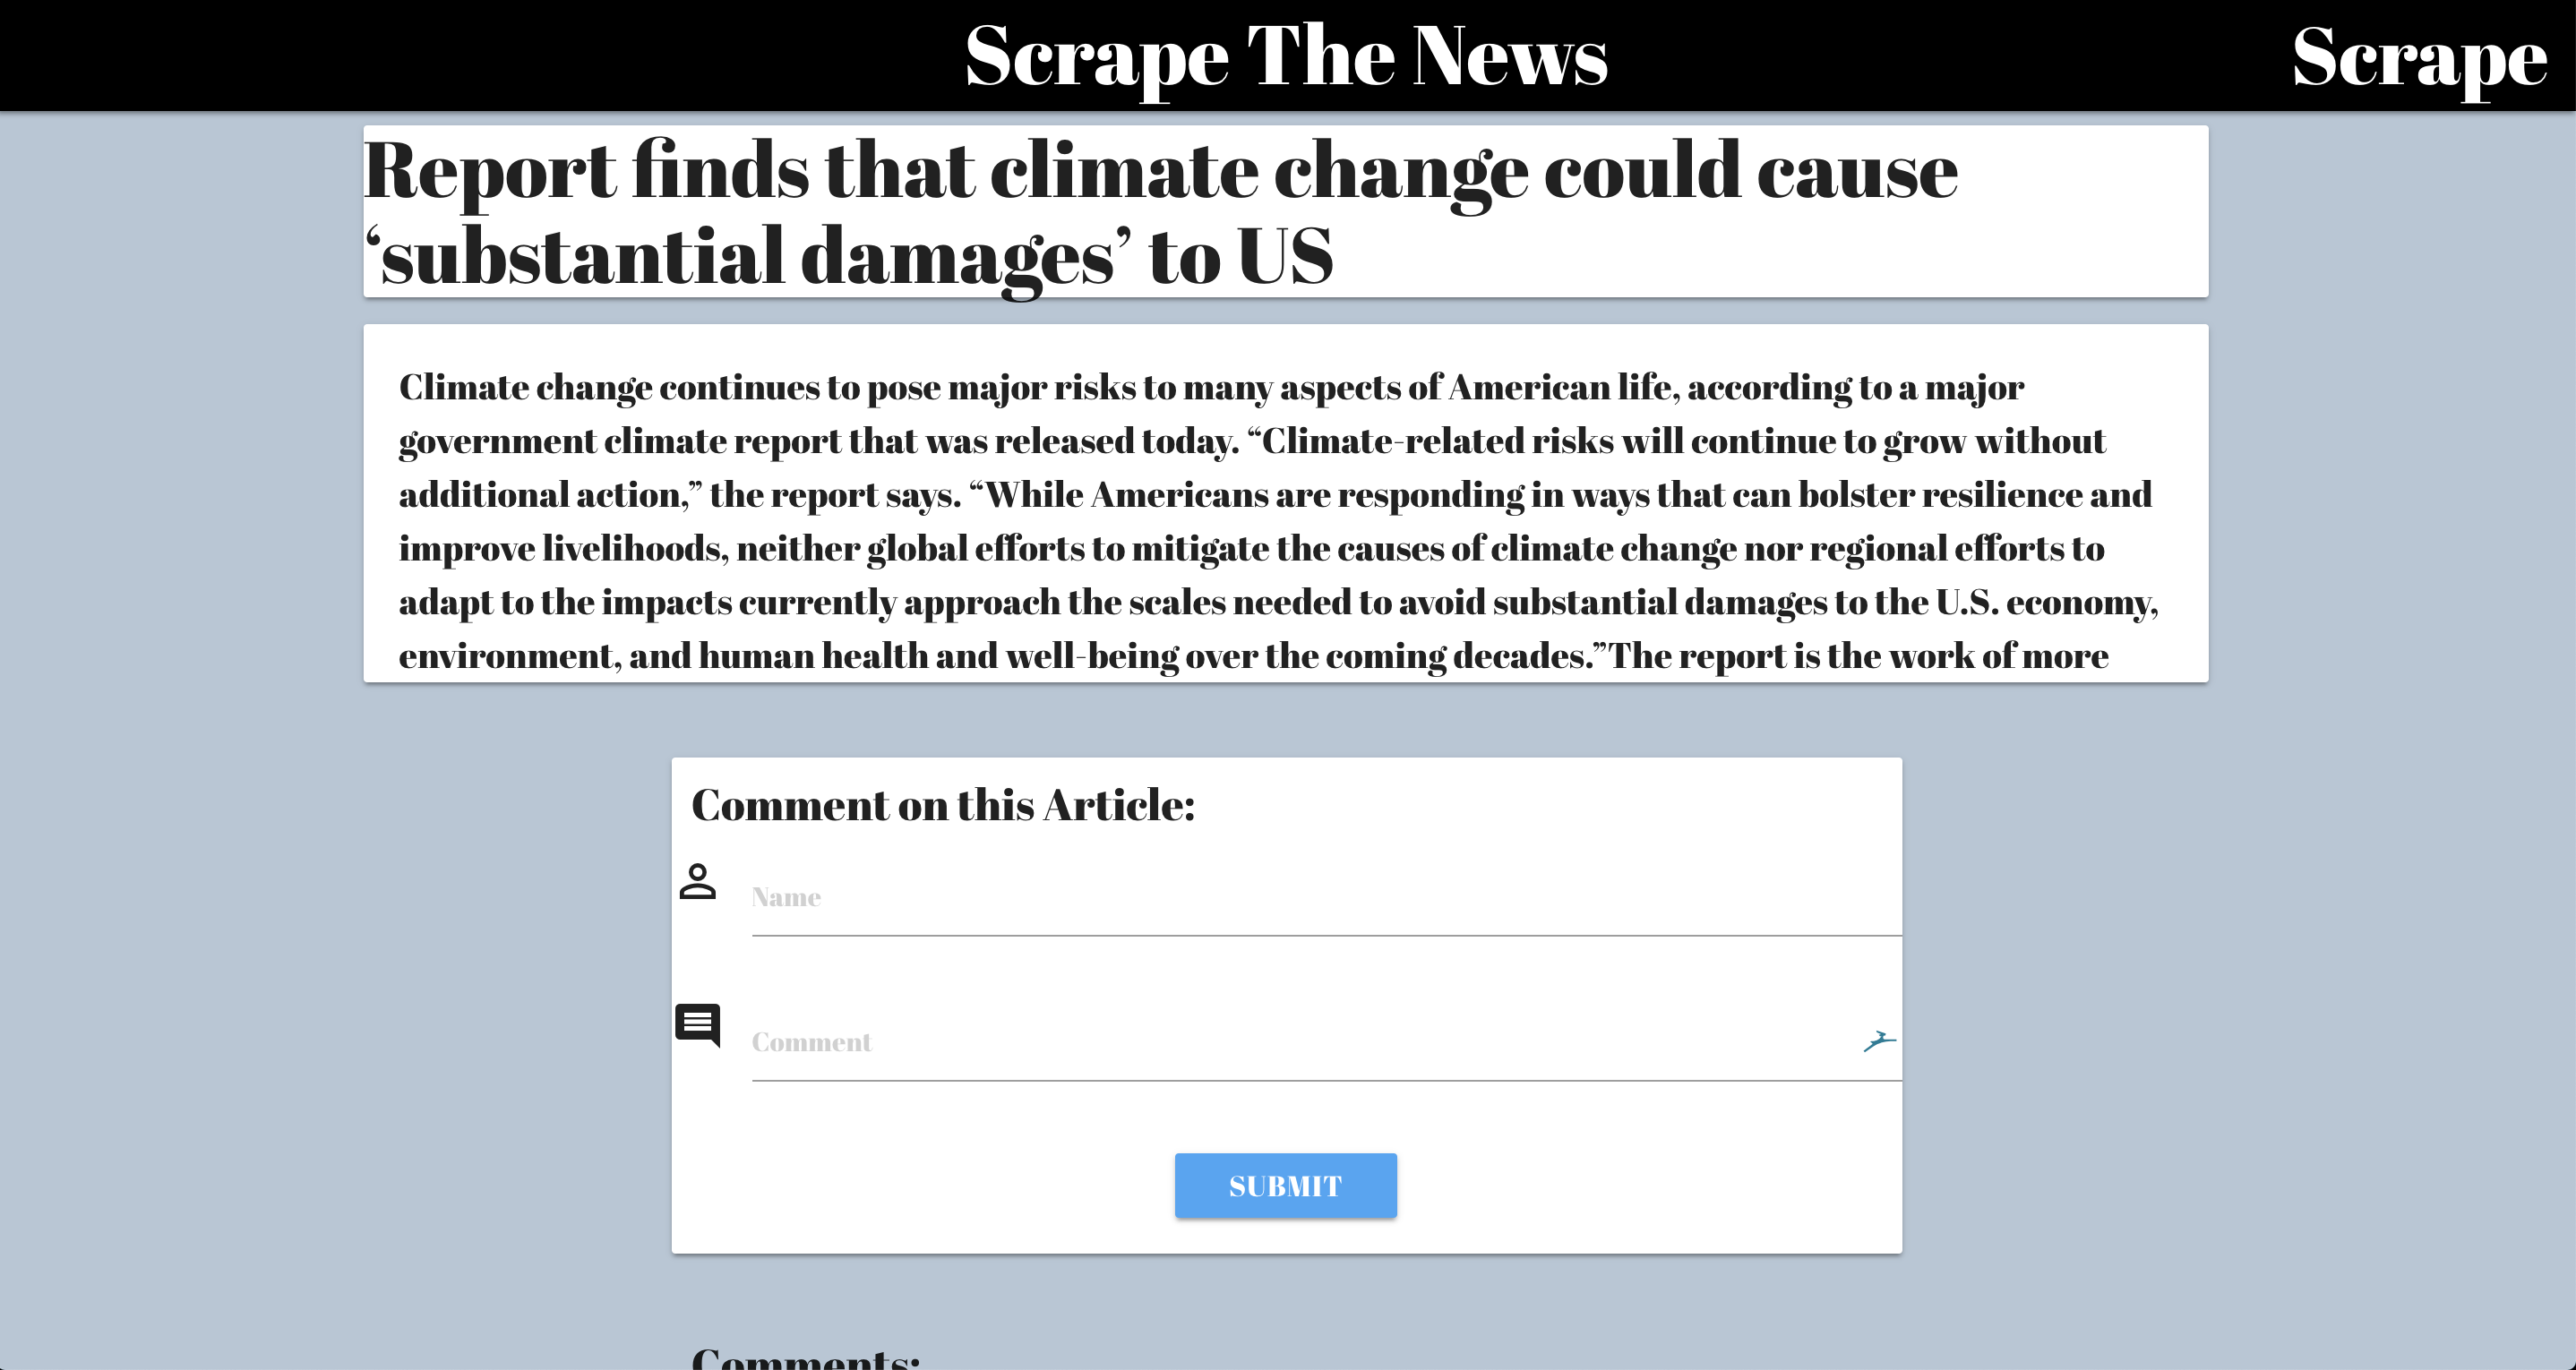 Scrape The News
Scrape
Report finds that climate change could cause
‘substantial damages’ to US
Climate change continues to pose major risks to many aspects of American life, according to a major
government climate report that was released today. “Climate-related risks will continue to grow without
additional action,” the report says. “While Americans are responding in ways that can bolster resilience and
improve livelihoods, neither global efforts to mitigate the causes of climate change nor regional efforts to
adapt to the impacts currently approach the scales needed to avoid substantial damages to the U.S. economy,
environment, and human health and well-being over the coming decades.”The report is the work of more
Comment on this Article:
Name
Comment
SUBMIT
Comments: